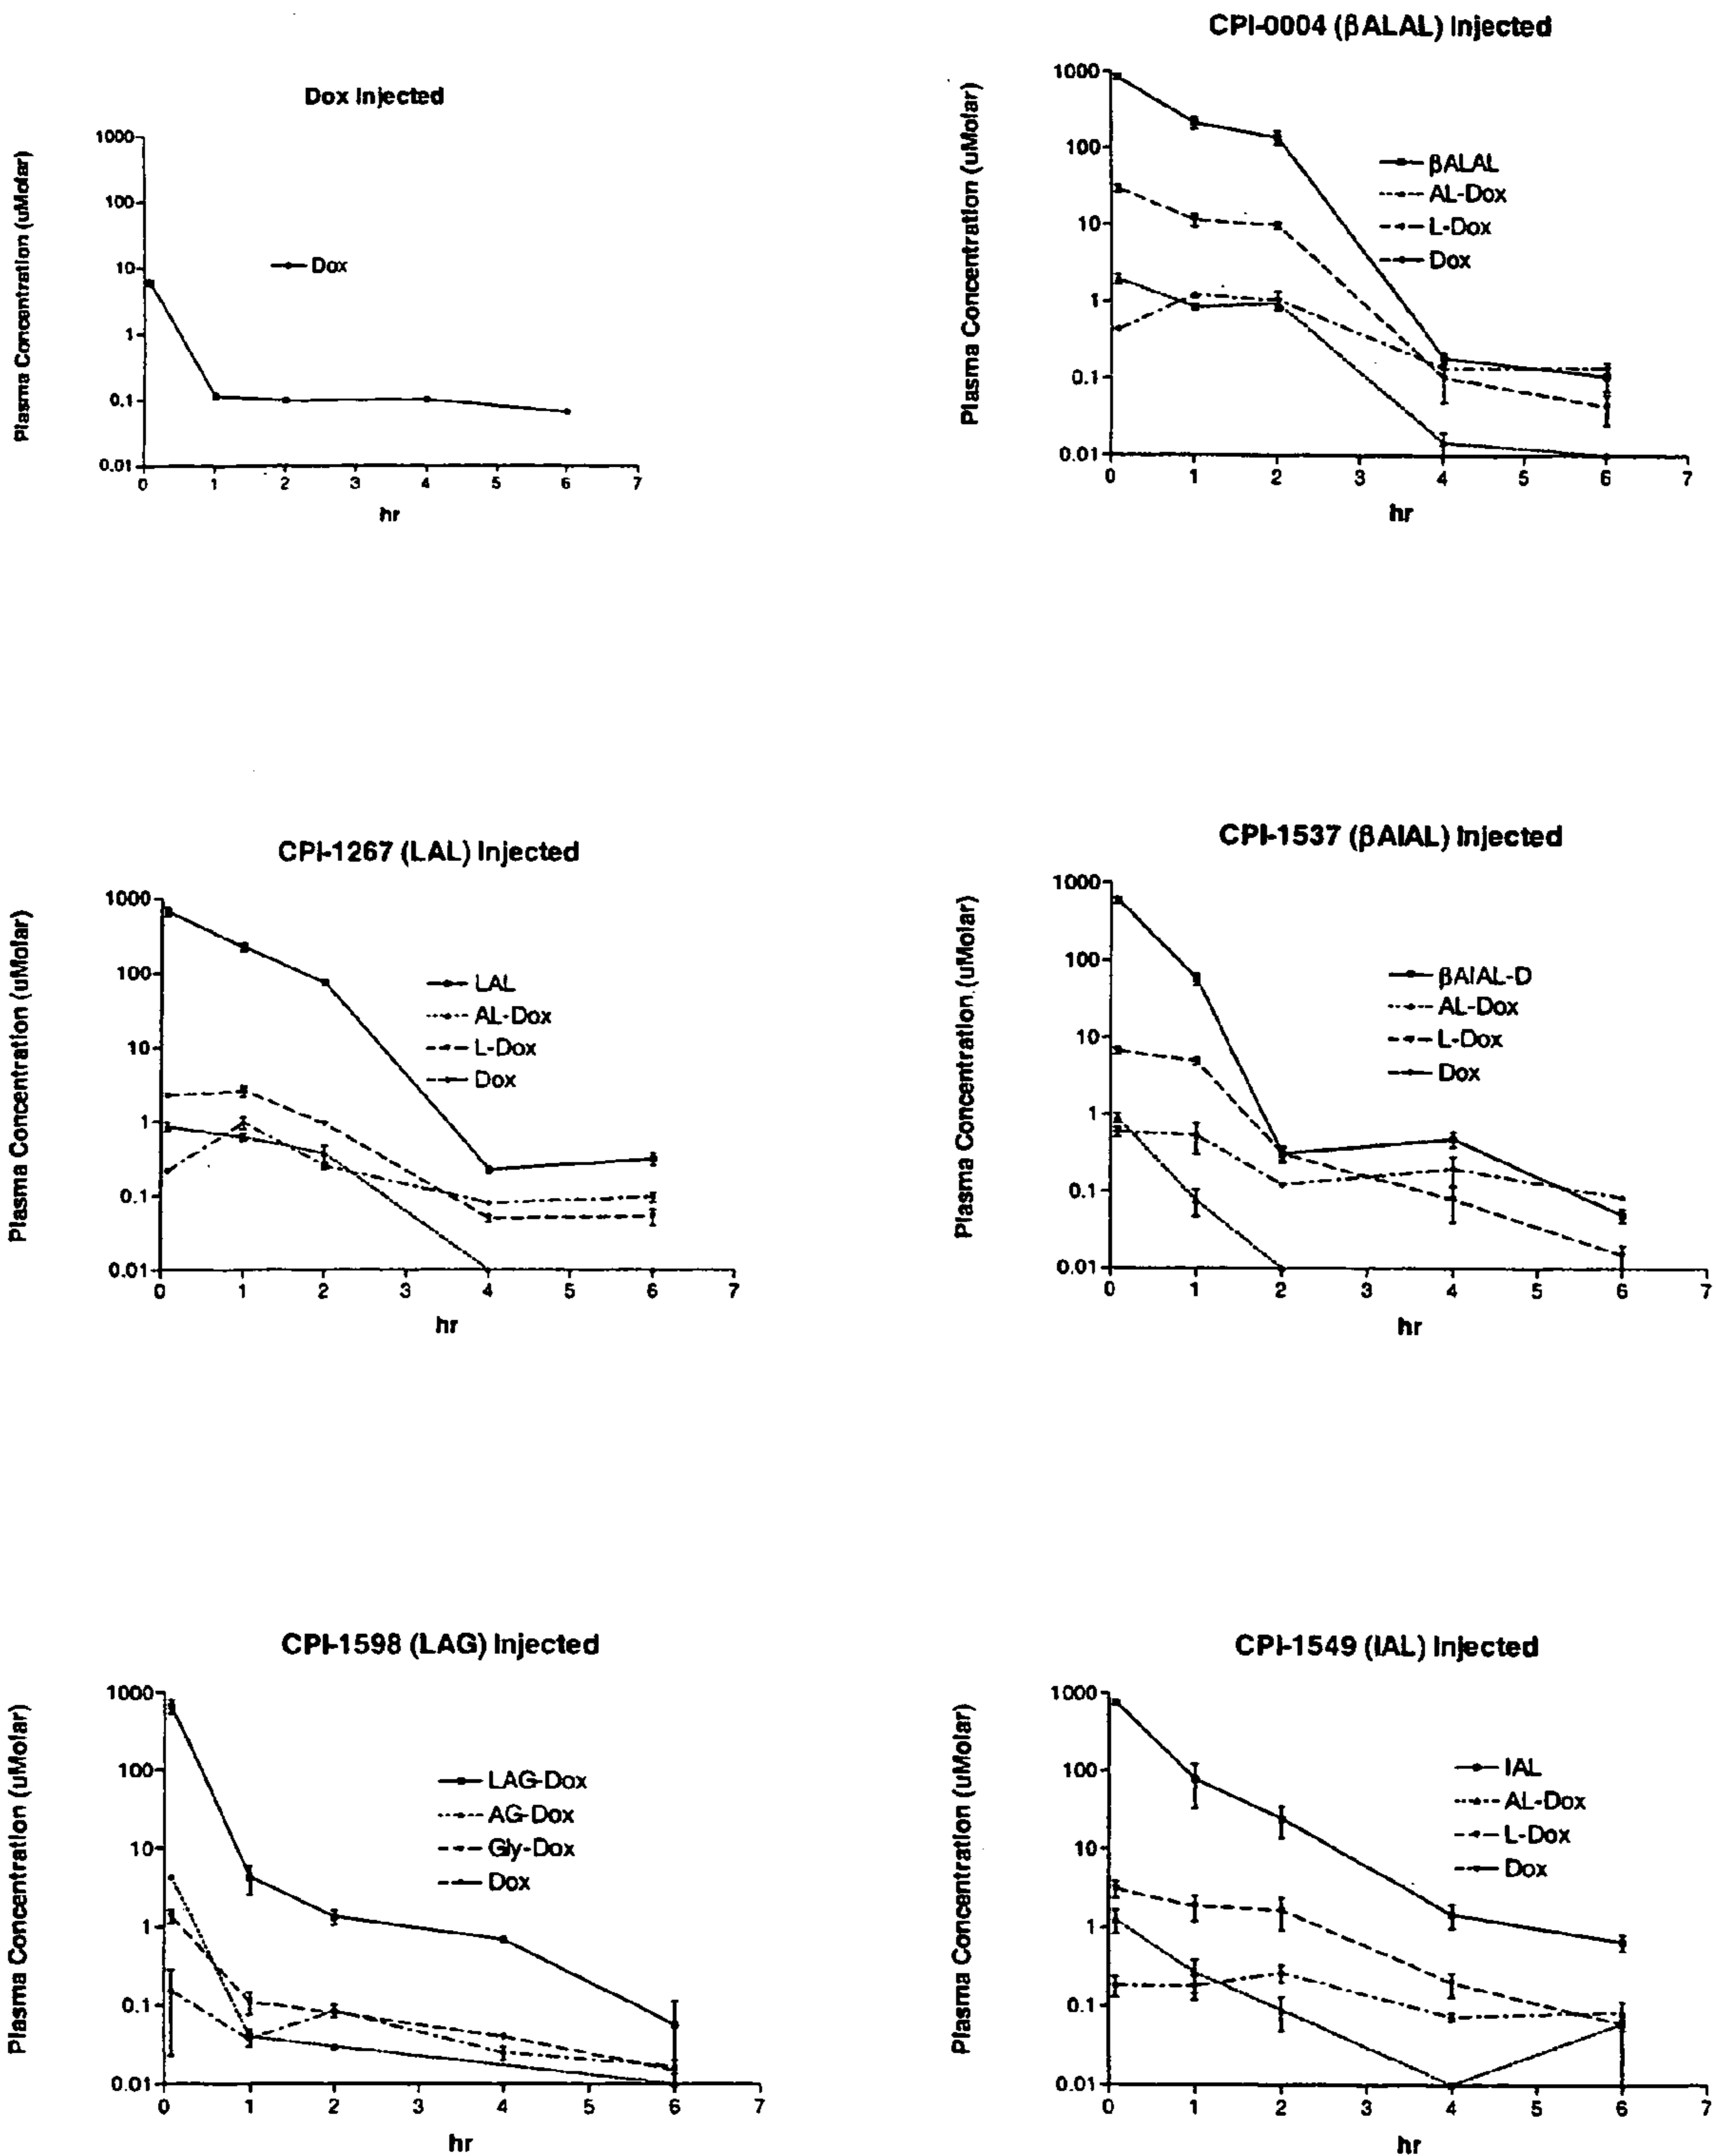 Dox Injected
Plasma Concentration (uMolar)
1000
100
10
1
0.1
0.01
Dox
0 1 2 3 4 5 6 7
hr
CPI-0004 (βALAL) Injected
Plasma Concentration (uMolar)
1000
100
10
1
0.1
0.01
βALAL
AL-Dox
L-Dox
Dox
0 1 2 3 4 5 6 7
hr
CPI-1267 (LAL) Injected
Plasma Concentration (uMolar)
1000
100
10
1
0.1
0.01
LAL
AL-Dox
L-Dox
Dox
0 1 2 3 4 5 6 7
hr
CPI-1537 (βAIAL) Injected
Plasma Concentration (uMolar)
1000
100
10
1
0.1
0.01
βAIAL-D
AL-Dox
L-Dox
Dox
0 1 2 3 4 5 6 7
hr
CPI-1598 (LAG) Injected
Plasma Concentration (uMolar)
1000
100
10
1
0.1
0.01
LAG-Dox
AG-Dox
Gly-Dox
Dox
0 1 2 3 4 5 6 7
hr
CPI-1549 (IAL) Injected
Plasma Concentration (uMolar)
1000
100
10
1
0.1
0.01
IAL
AL-Dox
L-Dox
Dox
0 1 2 3 4 5 6 7
hr